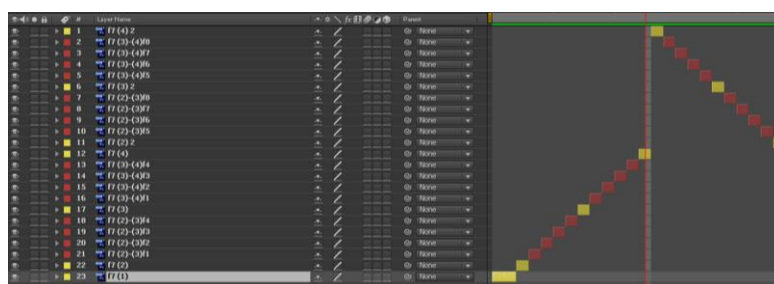 # Layer Name fx Parent
1 f7 (4) 2 None
2 f7 (3)-(4)f8 None
3 f7 (3)-(4)f7 None
4 f7 (3)-(4)f6 None
5 f7 (3)-(4)f5 None
6 f7 (3) 2 None
7 f7 (2)-(3)f8 None
8 f7 (2)-(3)f7 None
9 f7 (2)-(3)f6 None
10 f7 (2)-(3)f5 None
11 f7 (2) 2 None
12 f7 (4) None
13 f7 (3)-(4)f4 None
14 f7 (3)-(4)f3 None
15 f7 (3)-(4)f2 None
16 f7 (3)-(4)f1 None
17 f7 (3) None
18 f7 (2)-(3)f4 None
19 f7 (2)-(3)f3 None
20 f7 (2)-(3)f2 None
21 f7 (2)-(3)f1 None
22 f7 (2) None
23 f7 (1) None